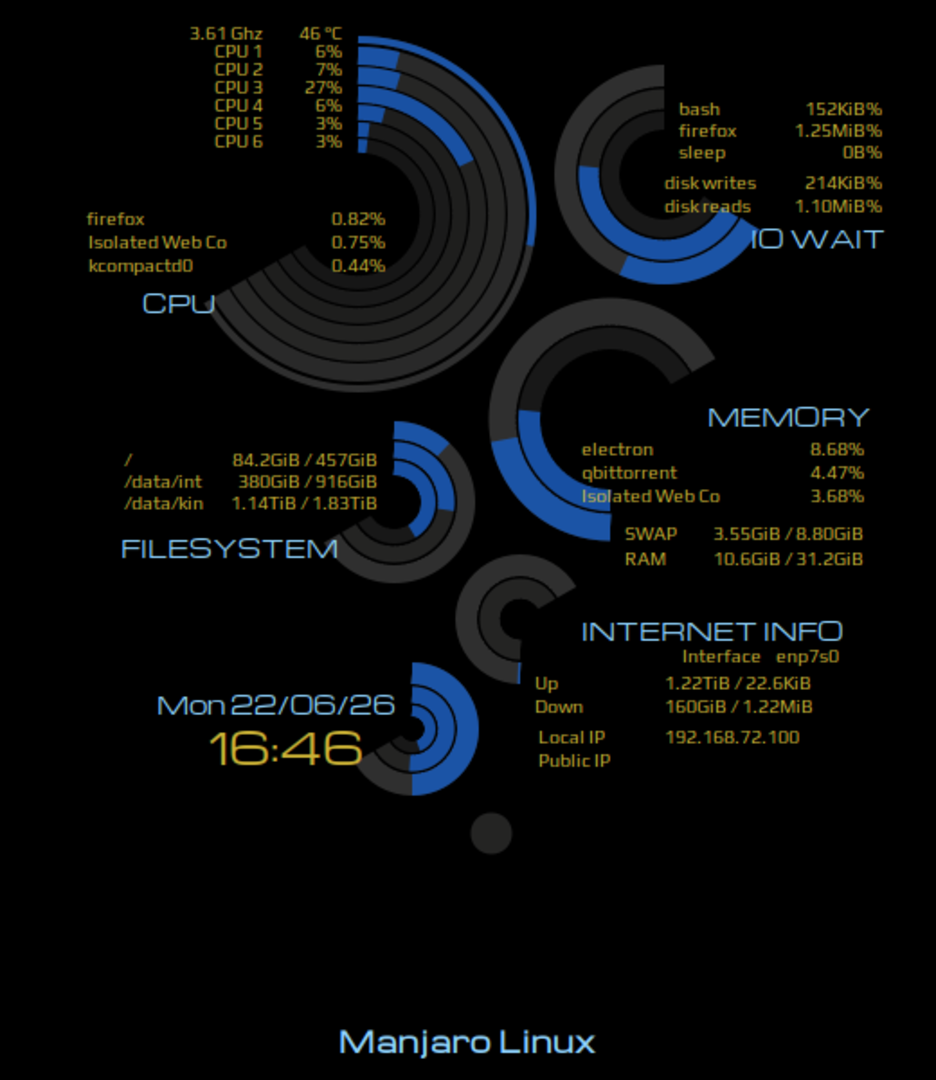 3.61 Ghz 46 °C
CPU 1 6%
CPU 2 7%
CPU 3 27%
CPU 4 6%
CPU 5 3%
CPU 6 3%
firefox 0.82%
Isolated Web Co 0.75%
kcompactd0 0.44%
CPU
bash 152KiB%
firefox 1.25MiB%
sleep 0B%
disk writes 214KiB%
disk reads 1.10MiB%
IO WAIT
MEMORY
electron 8.68%
qbittorrent 4.47%
Isolated Web Co 3.68%
SWAP 3.55GiB / 8.80GiB
RAM 10.6GiB / 31.2GiB
/ 84.2GiB / 457GiB
/data/int 380GiB / 916GiB
/data/kin 1.14TiB / 1.83TiB
FILESYSTEM
INTERNET INFO
Interface enp7s0
Up 1.22TiB / 22.6KiB
Down 160GiB / 1.22MiB
Local IP 192.168.72.100
Public IP
Mon 22/06/26
16:46
Manjaro Linux